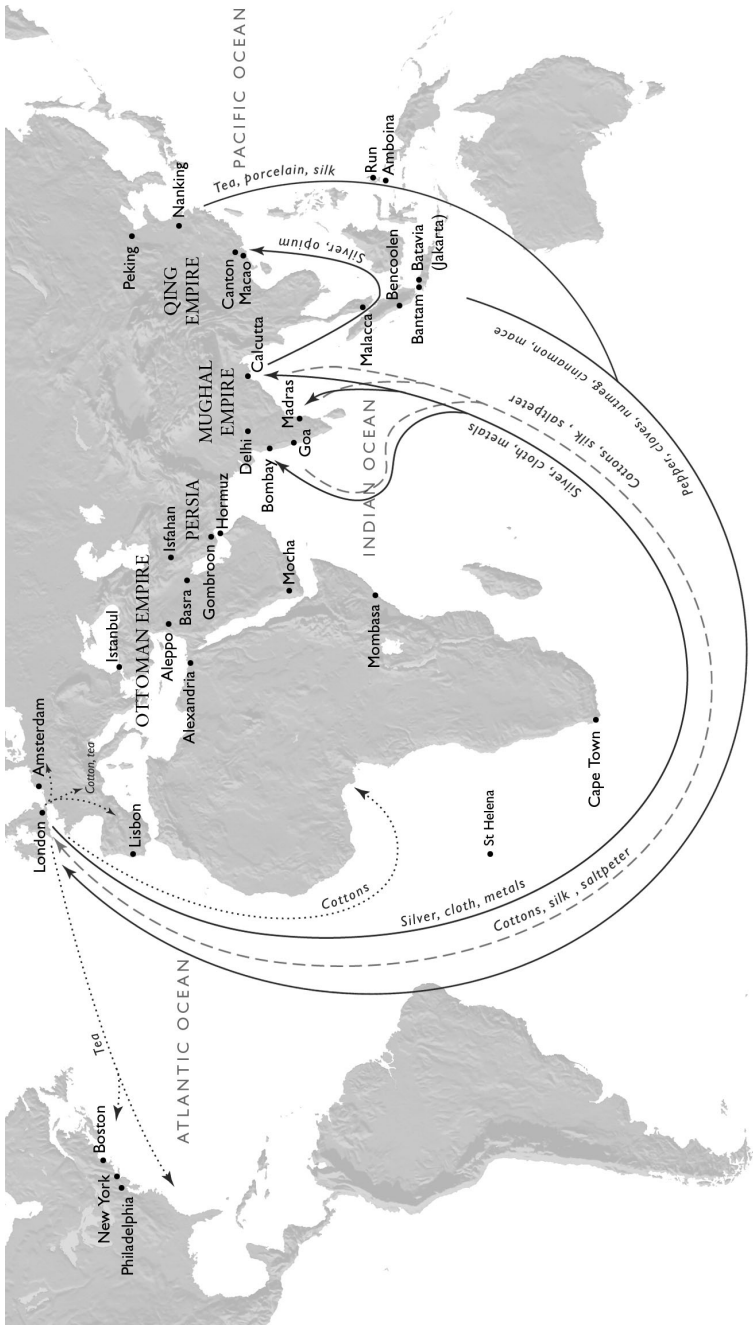 PACIFIC OCEAN
Tea, porcelain, silk
Run
Amboina
Nanking
Peking
QING
EMPIRE
Canton
Macao
Silver, opium
Bencoolen
Batavia
(Jakarta)
Bantam
Malacca
Calcutta
MUGHAL
EMPIRE
Delhi
Madras
Goa
Bombay
Pepper, cloves, nutmeg, cinnamon, mace
Cottons, silk , saltpeter
Silver, cloth, metals
INDIAN OCEAN
PERSIA
Isfahan
Hormuz
Gombroon
Basra
Mocha
OTTOMAN EMPIRE
Istanbul
Aleppo
Alexandria
Mombasa
Amsterdam
London
Cotton, tea
Lisbon
Cape Town
St Helena
Cottons
Silver, cloth, metals
Cottons, silk , saltpeter
ATLANTIC OCEAN
Tea
Boston
New York
Philadelphia